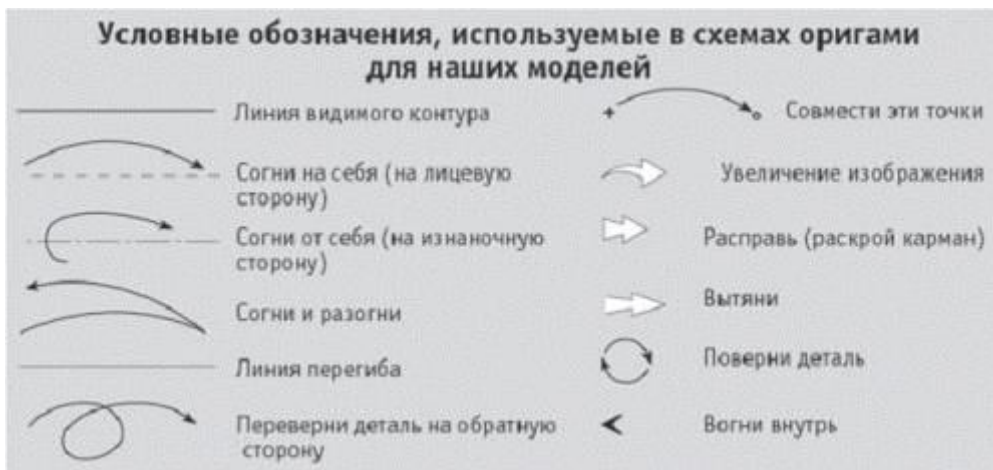 Условные обозначения, используемые в схемах оригами
для наших моделей
Линия видимого контура
Согни на себя (на лицевую
сторону)
Согни от себя (на изнаночную
сторону)
Согни и разогни
Линия перегиба
Переверни деталь на обратную
сторону
Совмести эти точки
Увеличение изображения
Расправь (раскрой карман)
Вытяни
Поверни деталь
Вогни внутрь